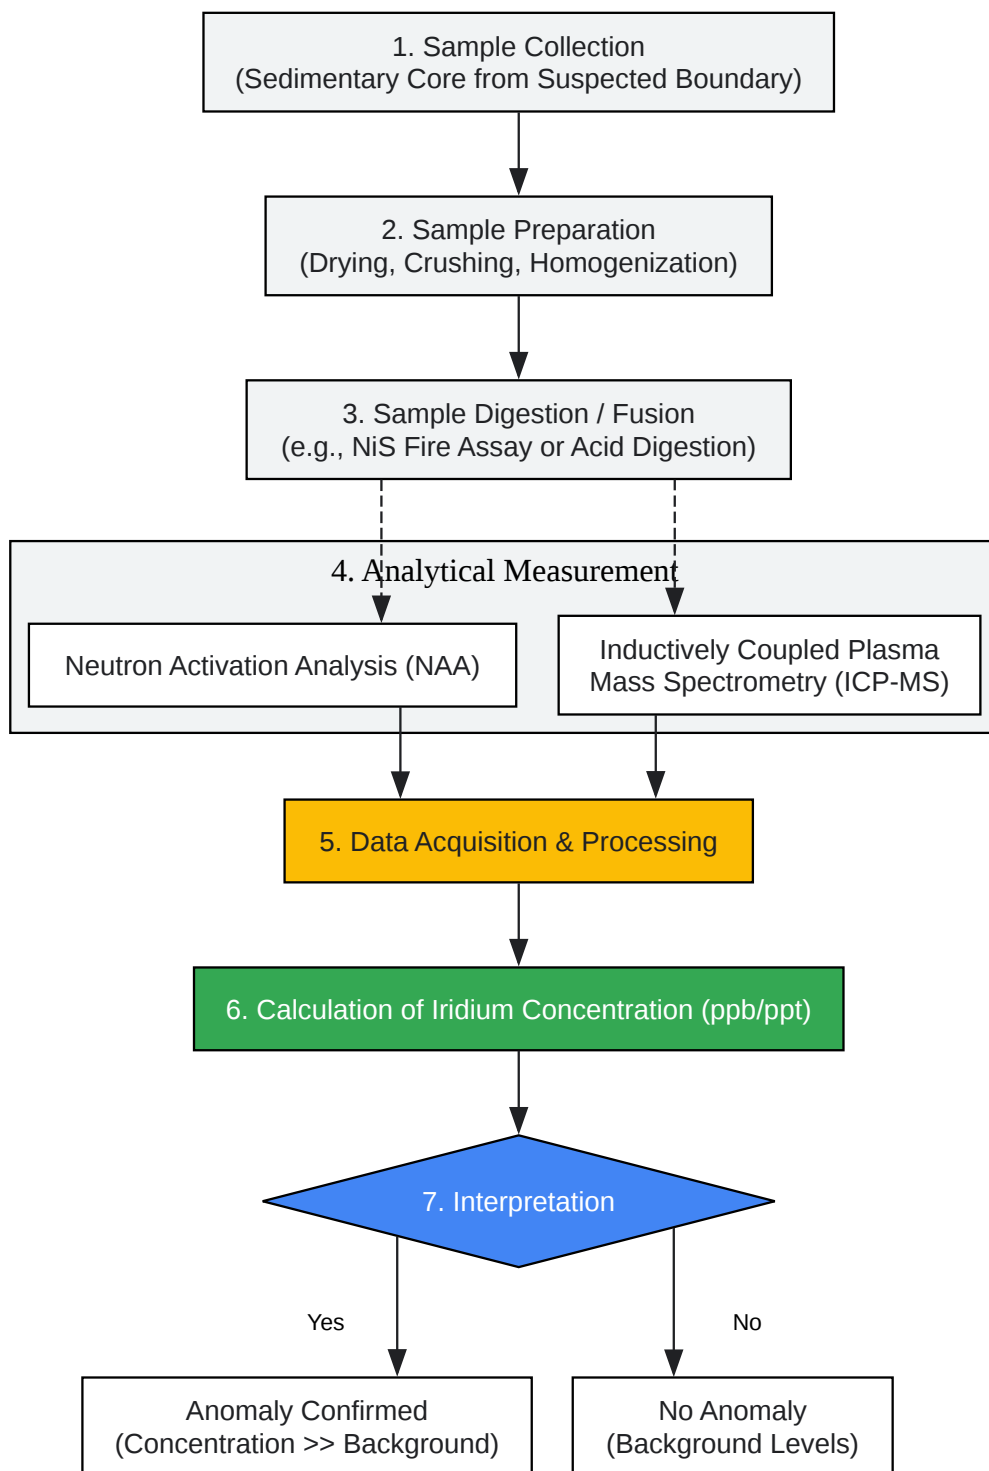 1. Sample Collection
(Sedimentary Core from Suspected Boundary)
2. Sample Preparation
(Drying, Crushing, Homogenization)
3. Sample Digestion / Fusion
(e.g., NiS Fire Assay or Acid Digestion)
4. Analytical Measurement
Neutron Activation Analysis (NAA)
Inductively Coupled Plasma
Mass Spectrometry (ICP-MS)
5. Data Acquisition & Processing
6. Calculation of Iridium Concentration (ppb/ppt)
7. Interpretation
Yes
No
Anomaly Confirmed
(Concentration >> Background)
No Anomaly
(Background Levels)